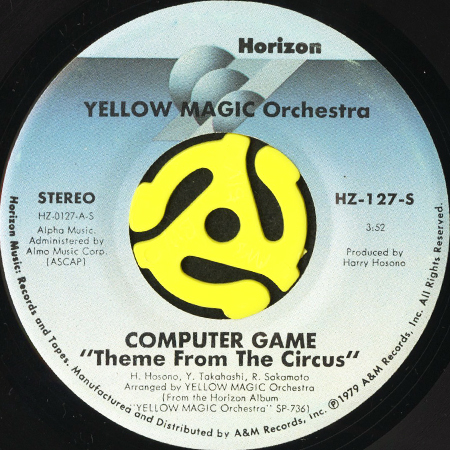 Horizon
YELLOW MAGIC Orchestra
STEREO
HZ-0127-A-S
Alpha Music.
Administered by
Almo Music Corp.
(ASCAP)
HZ-127-S
3:52
Produced by
Harry Hosono
COMPUTER GAME
"Theme From The Circus"
H. Hosono, Y. Takahashi, R. Sakamoto
Arranged by YELLOW MAGIC Orchestra
(From the Horizon Album
"YELLOW MAGIC Orchestra" SP-736)
Horizon Music: Records and Tapes. Manufactured and Distributed by A&M Records, Inc. ℗1979 A&M Records, Inc. All Rights Reserved.